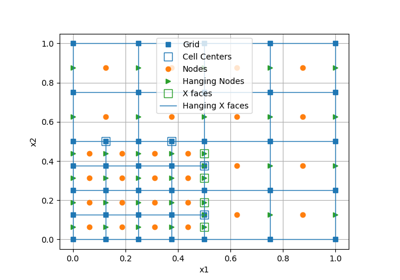 1.0
0.8
0.6
0.4
0.2
0.0
x2
Grid
Cell Centers
Nodes
Hanging Nodes
X faces
Hanging X faces
0.0 0.2 0.4 0.6 0.8 1.0
x1